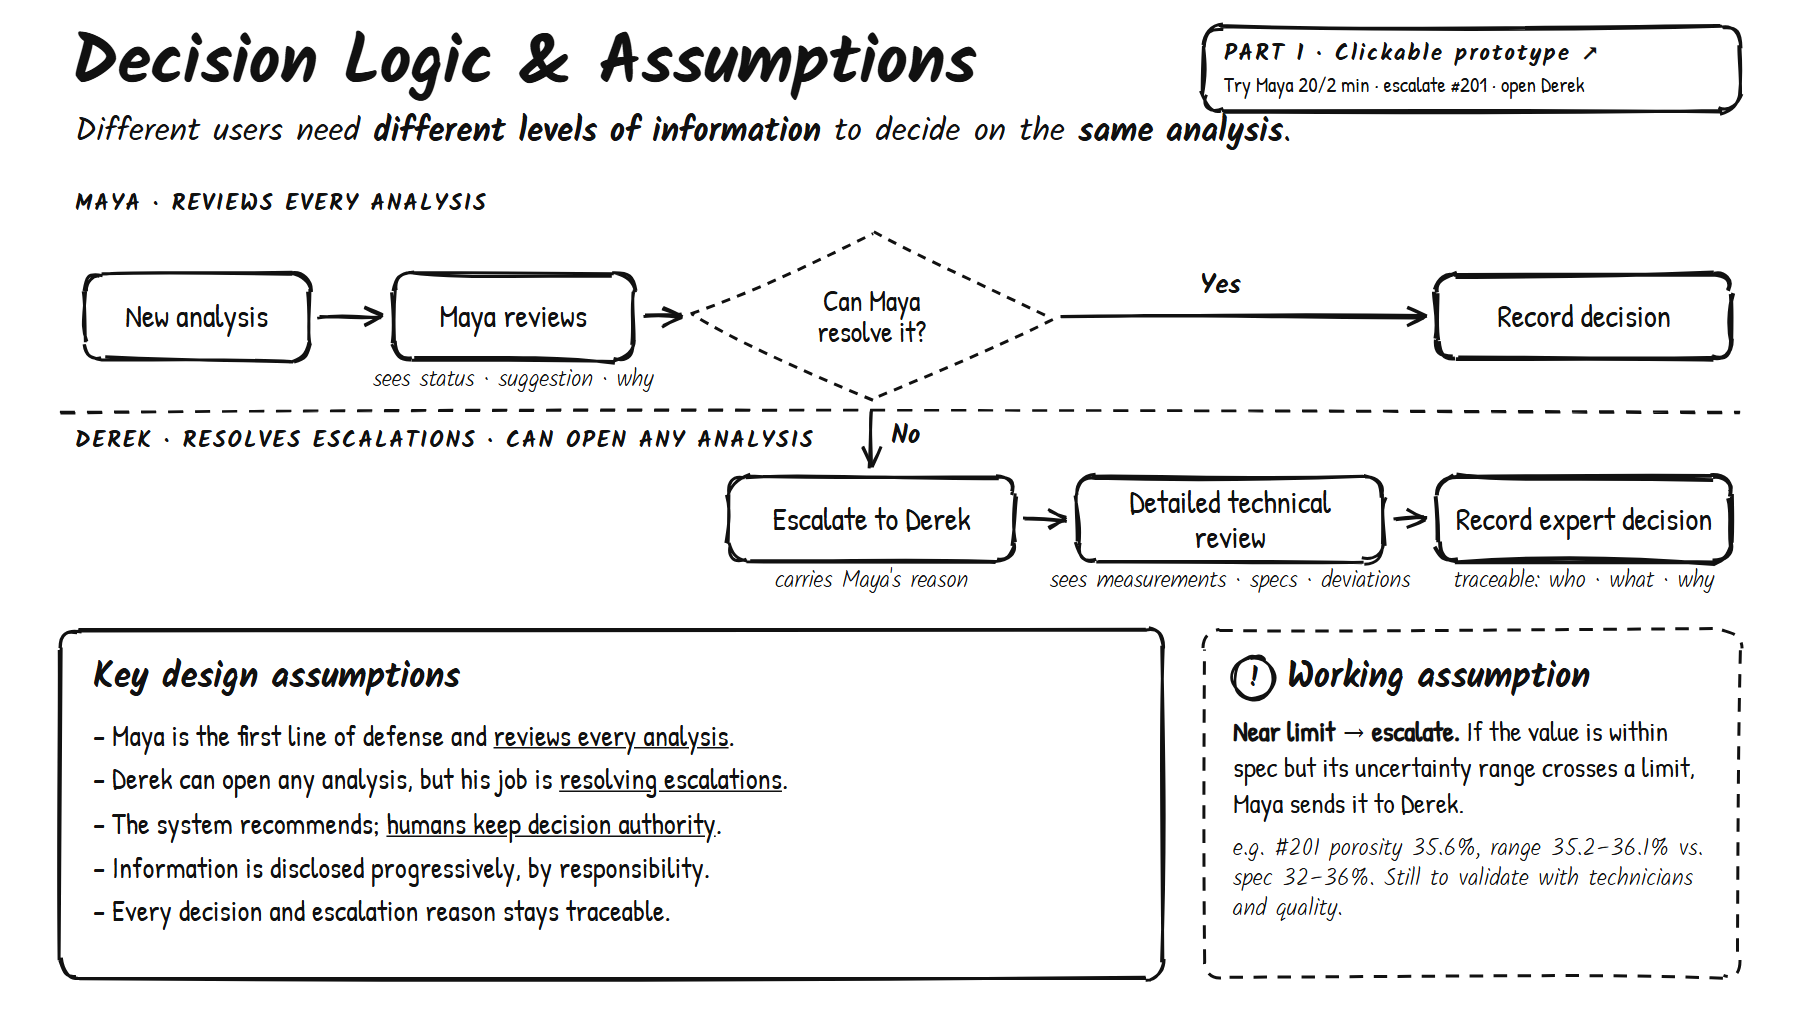 Decision Logic & Assumptions
PART 1 · Clickable prototype ↗
Try Maya 20/2 min · escalate #201 · open Derek
Different users need different levels of information to decide on the same analysis.
MAYA · REVIEWS EVERY ANALYSIS
New analysis
Maya reviews
Can Maya
resolve it?
Yes
Record decision
sees status · suggestion · why
DEREK · RESOLVES ESCALATIONS · CAN OPEN ANY ANALYSIS
No
Escalate to Derek
Detailed technical
review
Record expert decision
carries Maya's reason
sees measurements · specs · deviations
traceable: who · what · why
Key design assumptions
– Maya is the first line of defense and reviews every analysis.
– Derek can open any analysis, but his job is resolving escalations.
– The system recommends; humans keep decision authority.
– Information is disclosed progressively, by responsibility.
– Every decision and escalation reason stays traceable.
! Working assumption
Near limit → escalate. If the value is within
spec but its uncertainty range crosses a limit,
Maya sends it to Derek.
e.g. #201 porosity 35.6%, range 35.2–36.1% vs.
spec 32–36%. Still to validate with technicians
and quality.